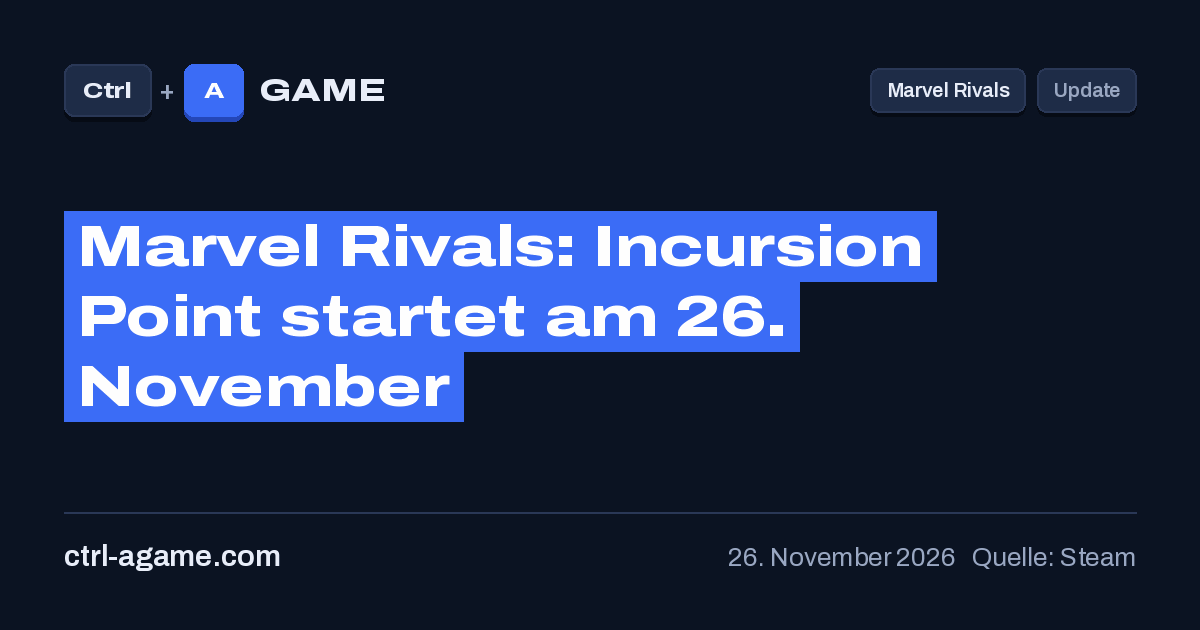 Ctrl + A GAME
Marvel Rivals Update
Marvel Rivals: Incursion
Point startet am 26.
November
ctrl-agame.com
26. November 2026 Quelle: Steam